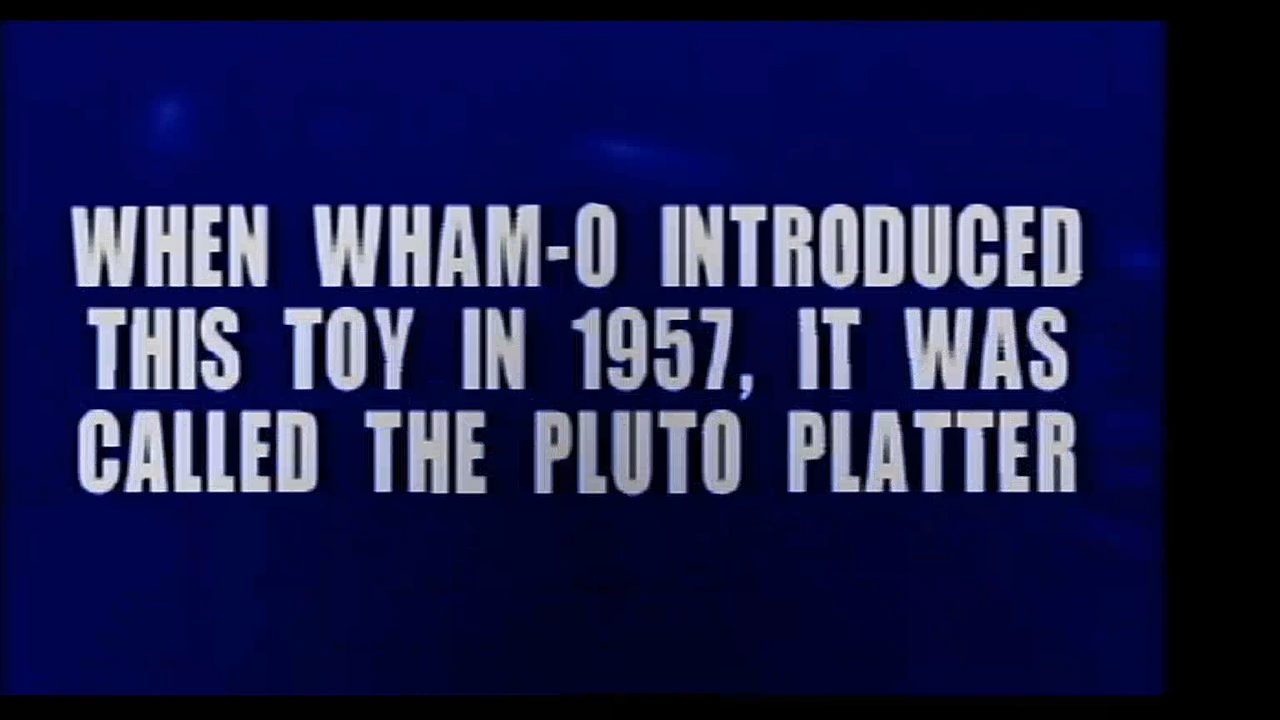 WHEN WHAM-O INTRODUCED
THIS TOY IN 1957, IT WAS
CALLED THE PLUTO PLATTER